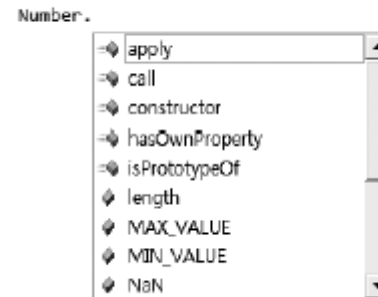 Number.
apply
call
constructor
hasOwnProperty
isPrototypeOf
length
MAX_VALUE
MIN_VALUE
NaN